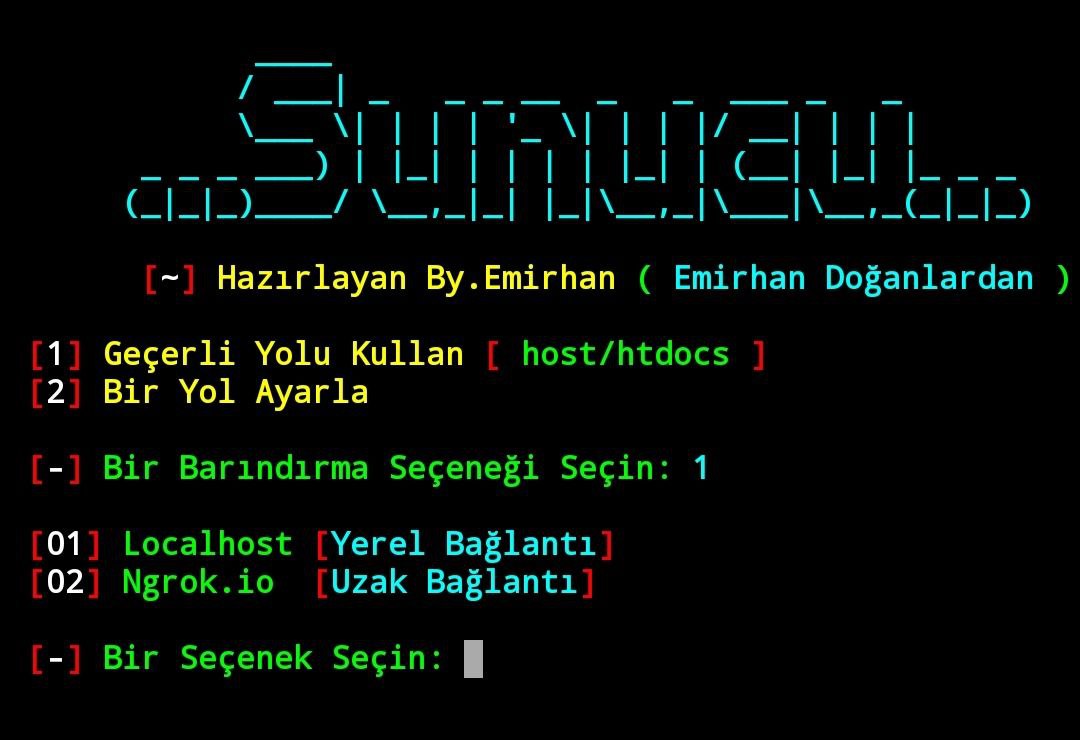 ..:Sunucu:..
[~] Hazırlayan By.Emirhan ( Emirhan Doğanlardan )
[1] Geçerli Yolu Kullan [ host/htdocs ]
[2] Bir Yol Ayarla
[-] Bir Barındırma Seçeneği Seçin: 1
[01] Localhost [Yerel Bağlantı]
[02] Ngrok.io [Uzak Bağlantı]
[-] Bir Seçenek Seçin: